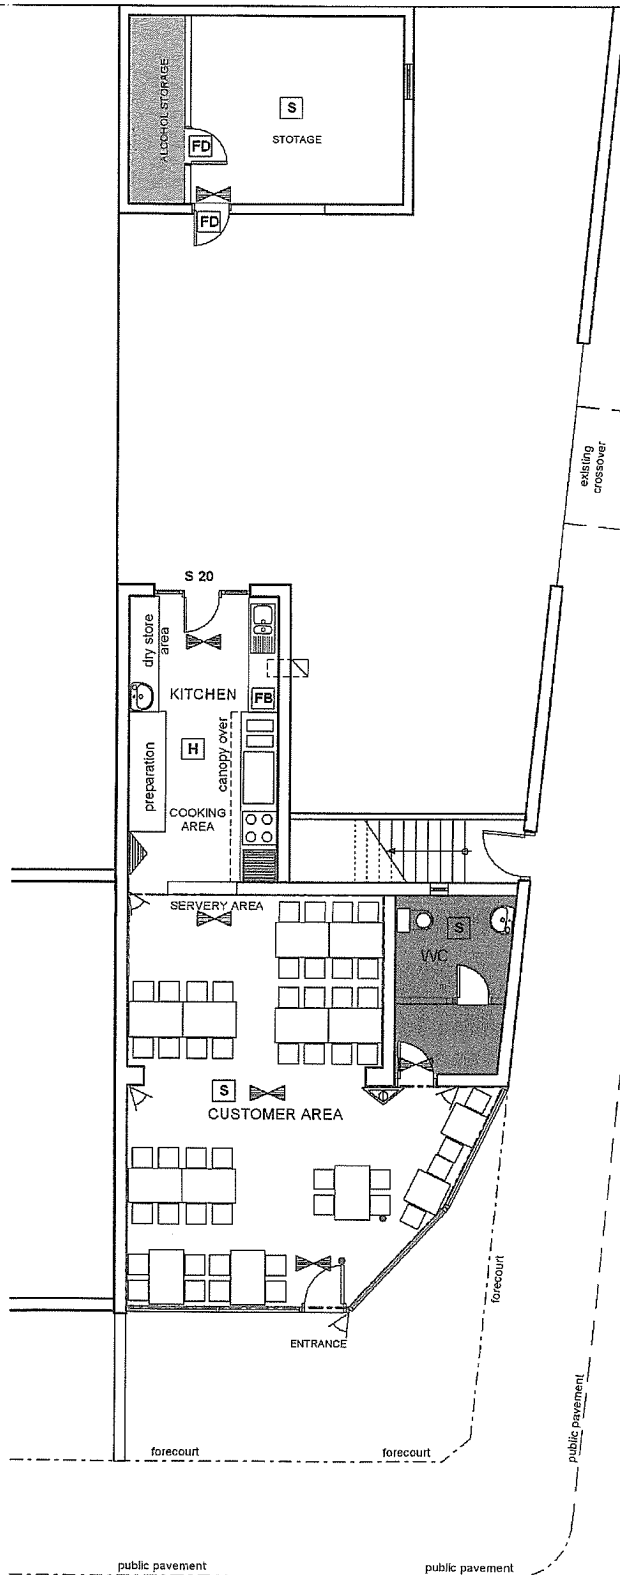 ALCOHOL STORAGE
S
STOTAGE
FD
FD
existing
crossover
S 20
dry store
area
KITCHEN
FB
H
preparation
canopy over
COOKING
AREA
SERVERY AREA
S
WC
S
CUSTOMER AREA
forecourt
ENTRANCE
public pavement
forecourt
forecourt
public pavement
public pavement